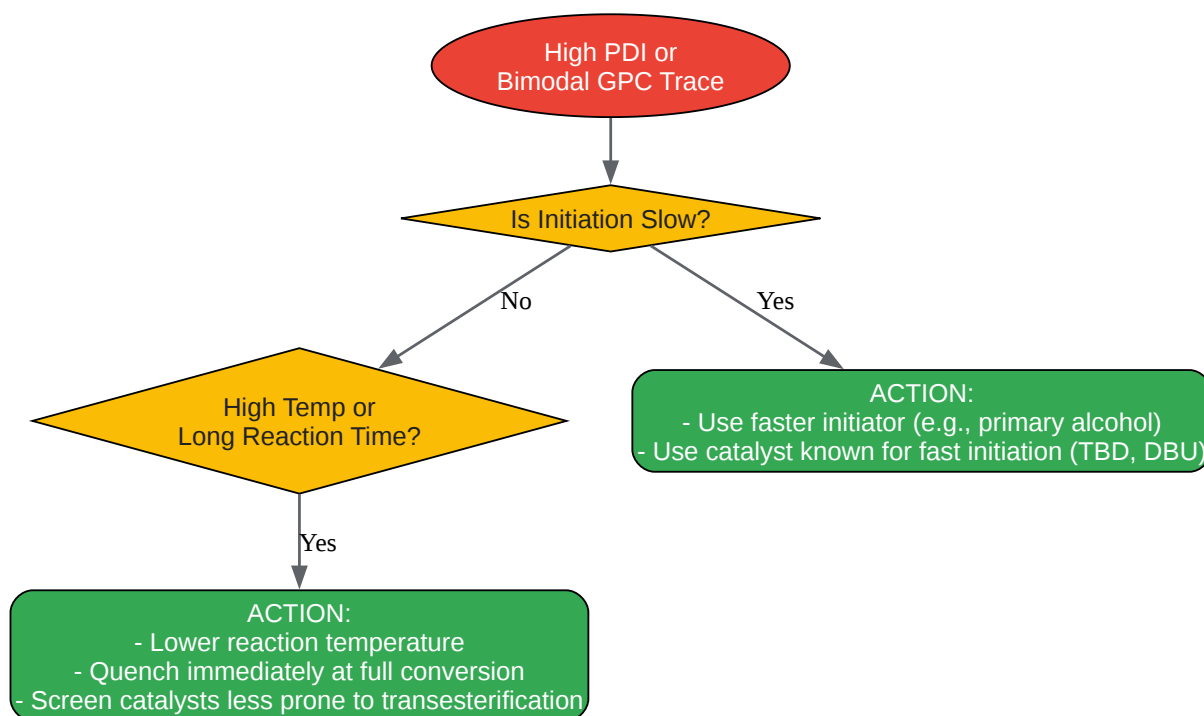 High PDI or
Bimodal GPC Trace
Is Initiation Slow?
No
Yes
High Temp or
Long Reaction Time?
ACTION:
- Use faster initiator (e.g., primary alcohol)
- Use catalyst known for fast initiation (TBD, DBU)
Yes
ACTION:
- Lower reaction temperature
- Quench immediately at full conversion
- Screen catalysts less prone to transesterification